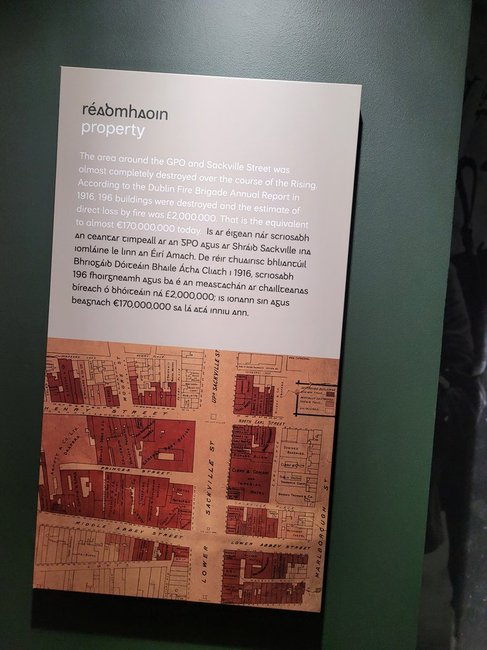 réadmhaoin
property
The area around the GPO and Sackville Street was
almost completely destroyed over the course of the Rising.
According to the Dublin Fire Brigade Annual Report in
1916, 196 buildings were destroyed and the estimate of
direct loss by fire was £2,000,000. That is the equivalent
to almost €170,000,000 today. Is ar éigean nár scriosabh
an ceantar timpeall ar an SPO agus ar Shráid Sackville ina
iomláine le linn an Éirí Amach. De réir thuairisc bhliantúil
Bhriogáid Dóiteáin Bhaile Átha Cliath i 1916, scriosabh
196 fhoirgneamh agus ba é an meastachán ar chaillteanas
díreach ó dhóiteáin ná £2,000,000; is ionann sin agus
beagnach €170,000,000 sa lá atá inniu ann.
UPP. SACKVILLE ST
STREET
NORTH EARL STREET
PRINCES STREET
SACKVILLE ST
LOWER
MIDDLE ABBEY STREET
LOWER ABBEY STREET
MARLBOROUGH ST